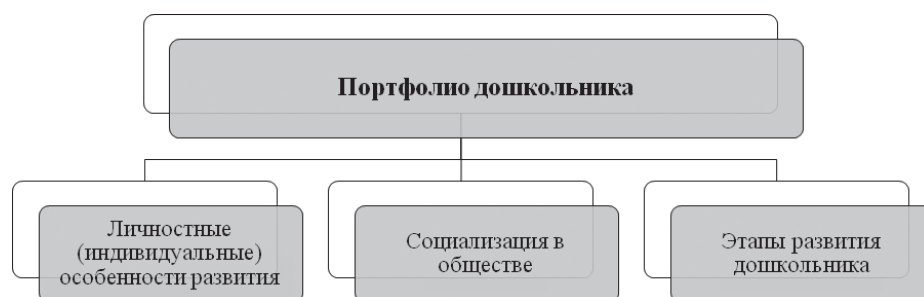 Портфолио дошкольника
Личностные
(индивидуальные)
особенности развития
Социализация в
обществе
Этапы развития
дошкольника